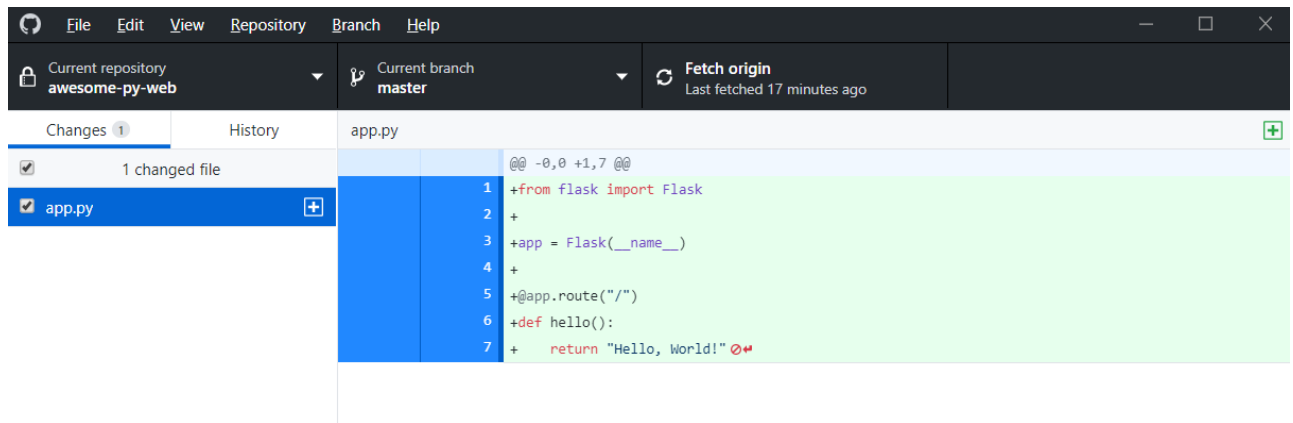 File Edit View Repository Branch Help
Current repository
awesome-py-web
Current branch
master
Fetch origin
Last fetched 17 minutes ago
Changes 1
History
app.py
1 changed file
app.py
@@ -0,0 +1,7 @@
1 +from flask import Flask
2 +
3 +app = Flask(__name__)
4 +
5 +@app.route("/")
6 +def hello():
7 +    return "Hello, World!"